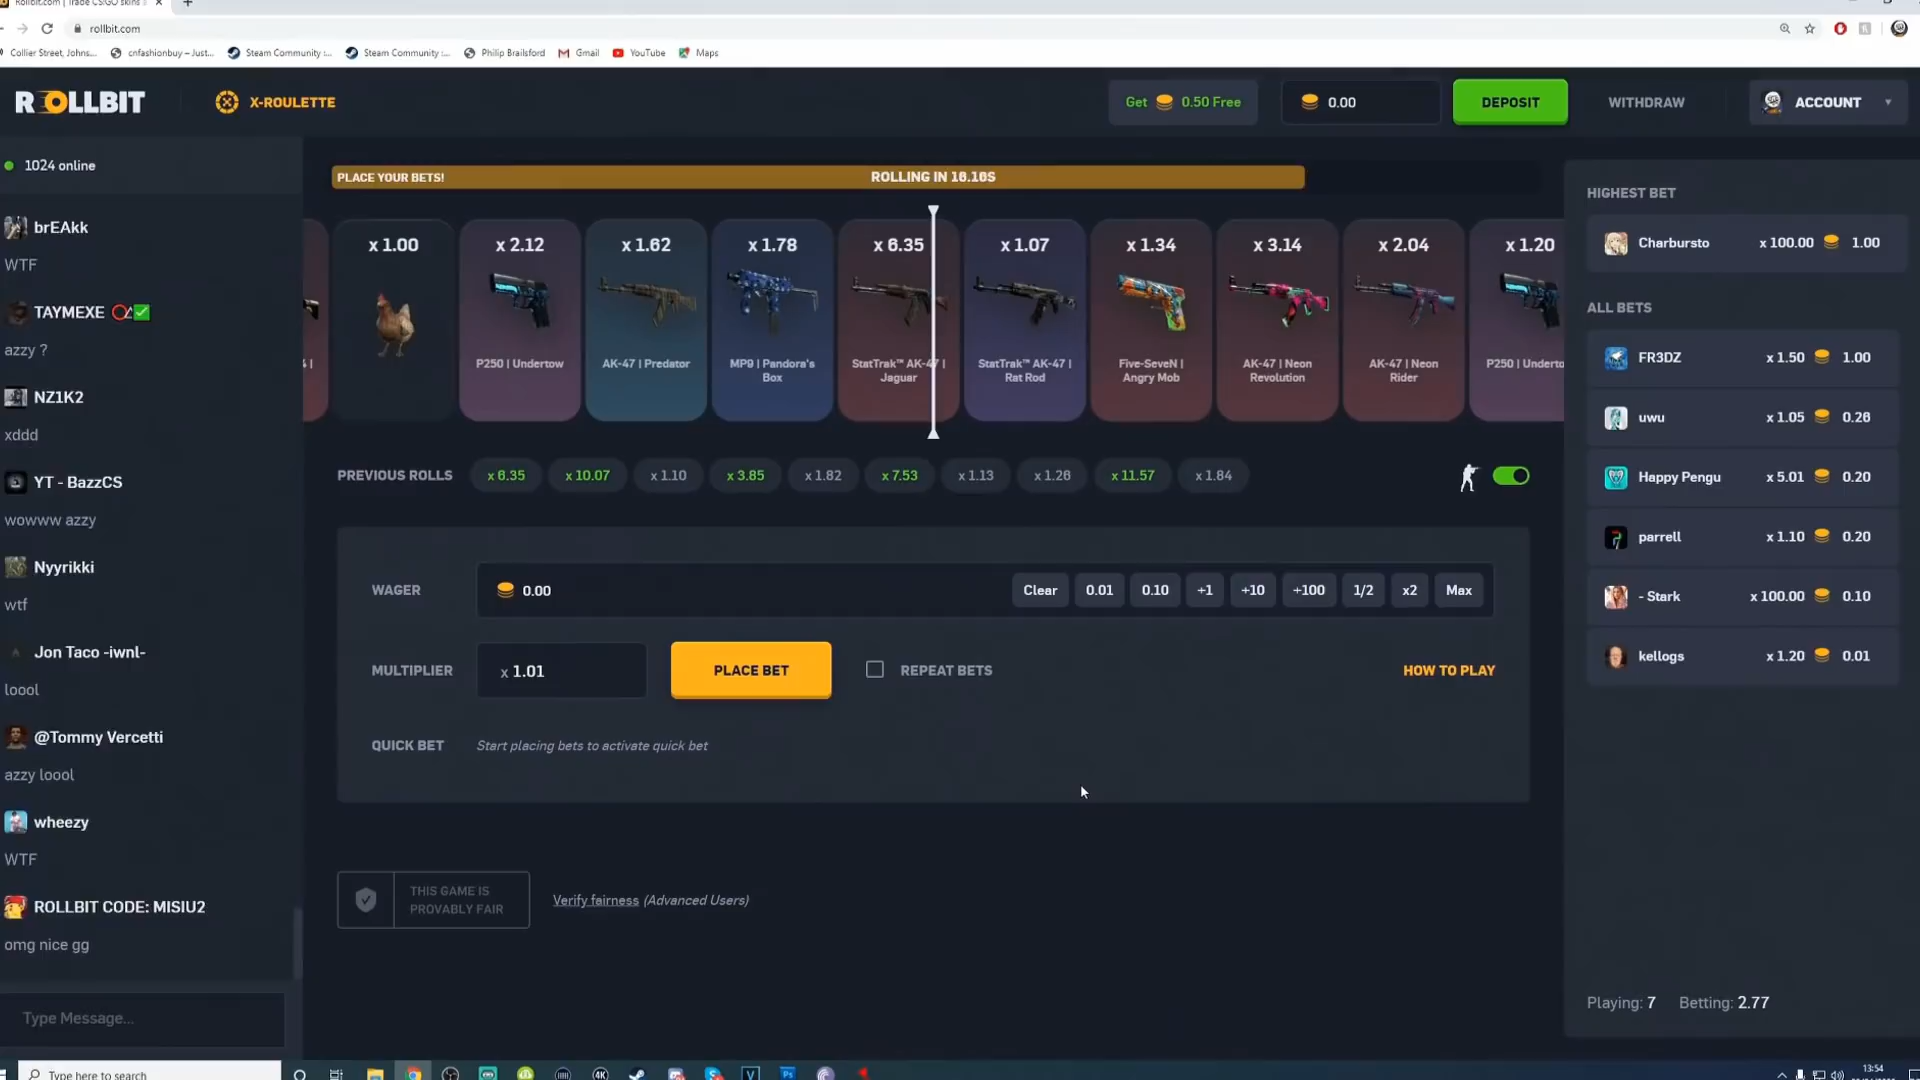 Rollbit.com | Trade CS:GO skins
rollbit.com
Collier Street, Johns...
cnfashionbuy – Just...
Steam Community :...
Steam Community :...
Philip Brailsford
Gmail
YouTube
Maps
ROLLBIT
X-ROULETTE
Get 0.50 Free
0.00
DEPOSIT
WITHDRAW
ACCOUNT
1024 online
brEAkk
WTF
TAYMEXE
azzy ?
NZ1K2
xddd
YT - BazzCS
wowww azzy
Nyyrikki
wtf
Jon Taco -iwnl-
loool
@Tommy Vercetti
azzy loool
wheezy
WTF
ROLLBIT CODE: MISIU2
omg nice gg
Type Message...
PLACE YOUR BETS!
x 1.00
x 2.12
P250 | Undertow
x 1.62
AK-47 | Predator
x 1.78
MP9 | Pandora's
Box
x 6.35
StatTrak™ AK-47 |
Jaguar
x 1.07
StatTrak™ AK-47 |
Rat Rod
x 1.34
Five-SeveN |
Angry Mob
x 3.14
AK-47 | Neon
Revolution
x 2.04
AK-47 | Neon
Rider
x 1.20
P250 | Underto
PREVIOUS ROLLS
x 6.35
x 10.07
x 1.10
x 3.85
x 1.82
x 7.53
x 1.13
x 1.26
x 11.57
x 1.84
WAGER
0.00
Clear
0.01
0.10
+1
+10
+100
1/2
x2
Max
MULTIPLIER
x 1.01
PLACE BET
REPEAT BETS
HOW TO PLAY
QUICK BET
Start placing bets to activate quick bet
THIS GAME IS
PROVABLY FAIR
Verify fairness (Advanced Users)
HIGHEST BET
Charbursto x 100.00 1.00
ALL BETS
FR3DZ x 1.50 1.00
uwu x 1.05 0.26
Happy Pengu x 5.01 0.20
parrell x 1.10 0.20
- Stark x 100.00 0.10
kellogs x 1.20 0.01
Playing: 7 Betting: 2.77
Type here to search
13:54